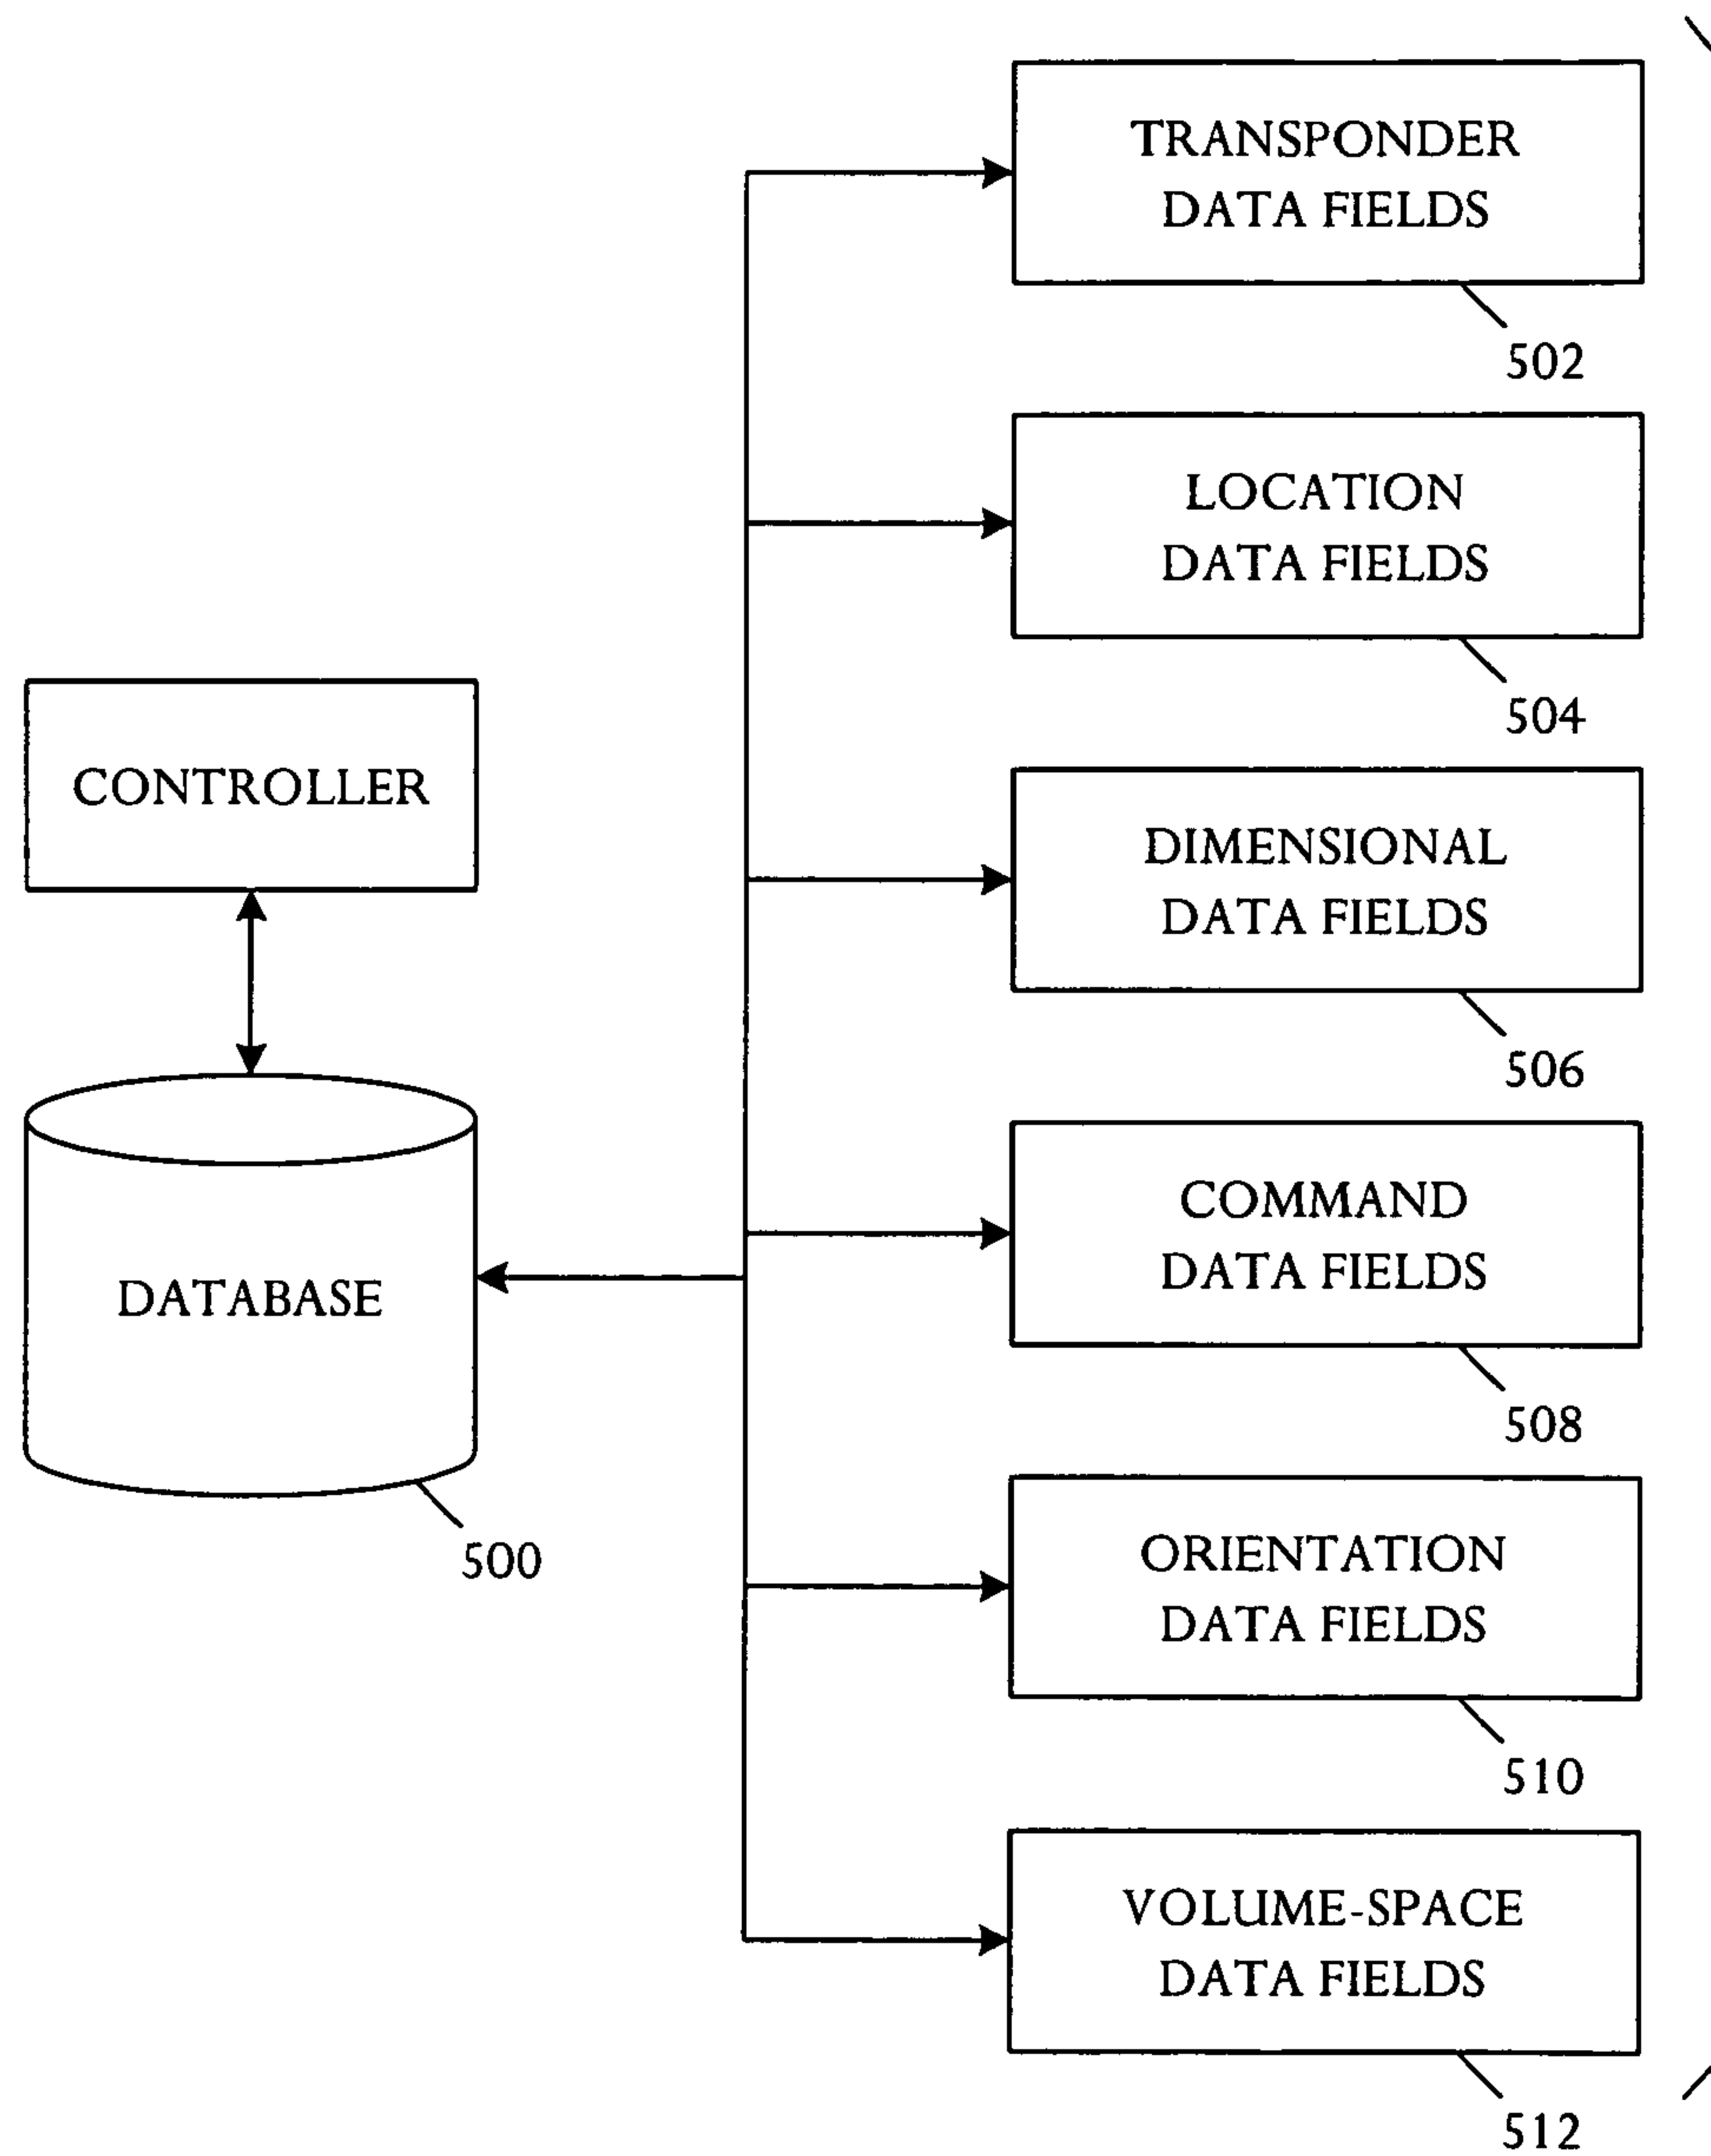 TRANSPONDER
DATA FIELDS
502
LOCATION
DATA FIELDS
504
CONTROLLER
DIMENSIONAL
DATA FIELDS
506
COMMAND
DATA FIELDS
508
DATABASE
500
ORIENTATION
DATA FIELDS
510
VOLUME-SPACE
DATA FIELDS
512